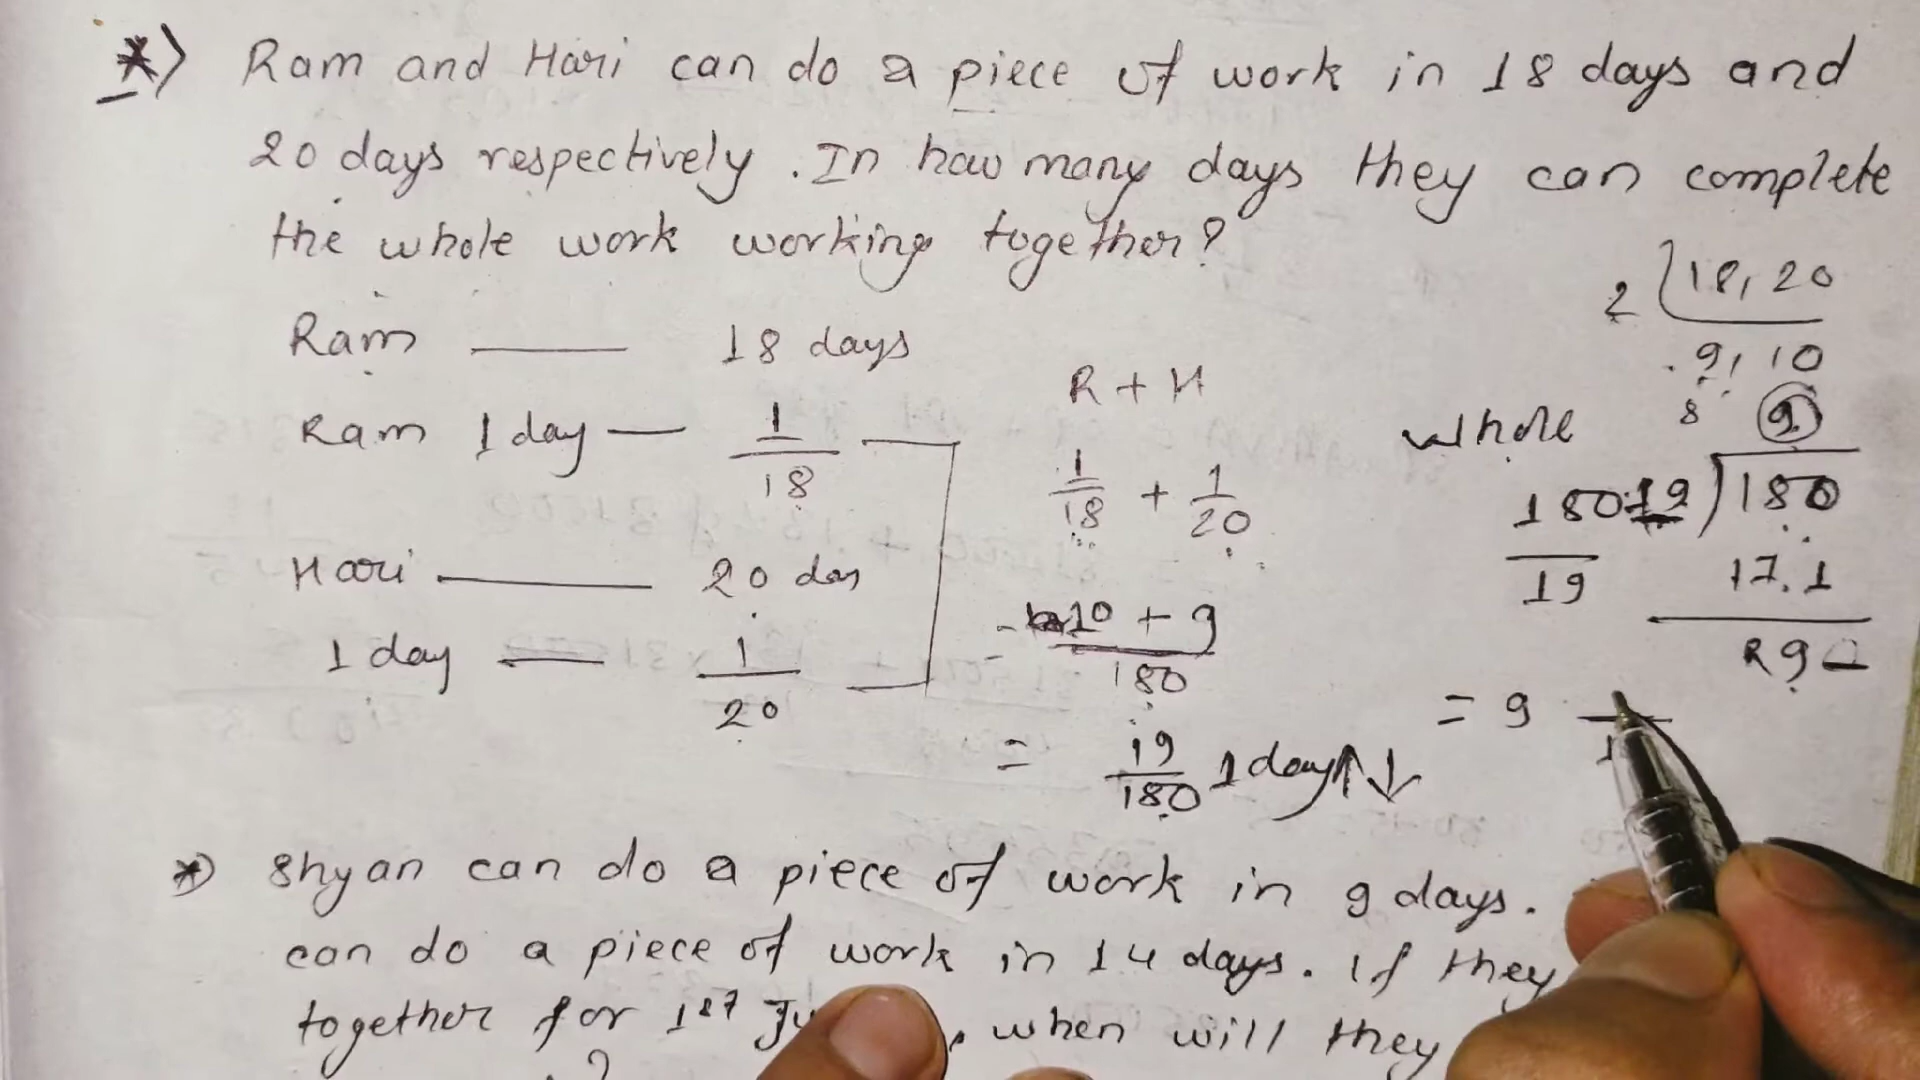 *) Ram and Hari can do a piece of work in 18 days and
20 days respectively. In how many days they can complete
the whole work working together?
Ram — 18 days
Ram 1 day — 1/18
Hari — 20 das
1 day — 1/20
R + H
1/18 + 1/20
= 10 + 9 / 180
= 19/180 1 day ↑ ↓
2 ) 18, 20
9, 10
whole
180/19
8 9
19 ) 180
17.1
R 9
= 9
*) Shyan can do a piece of work in 9 days.
can do a piece of work in 14 days. If they
together for 1st , when will they
?